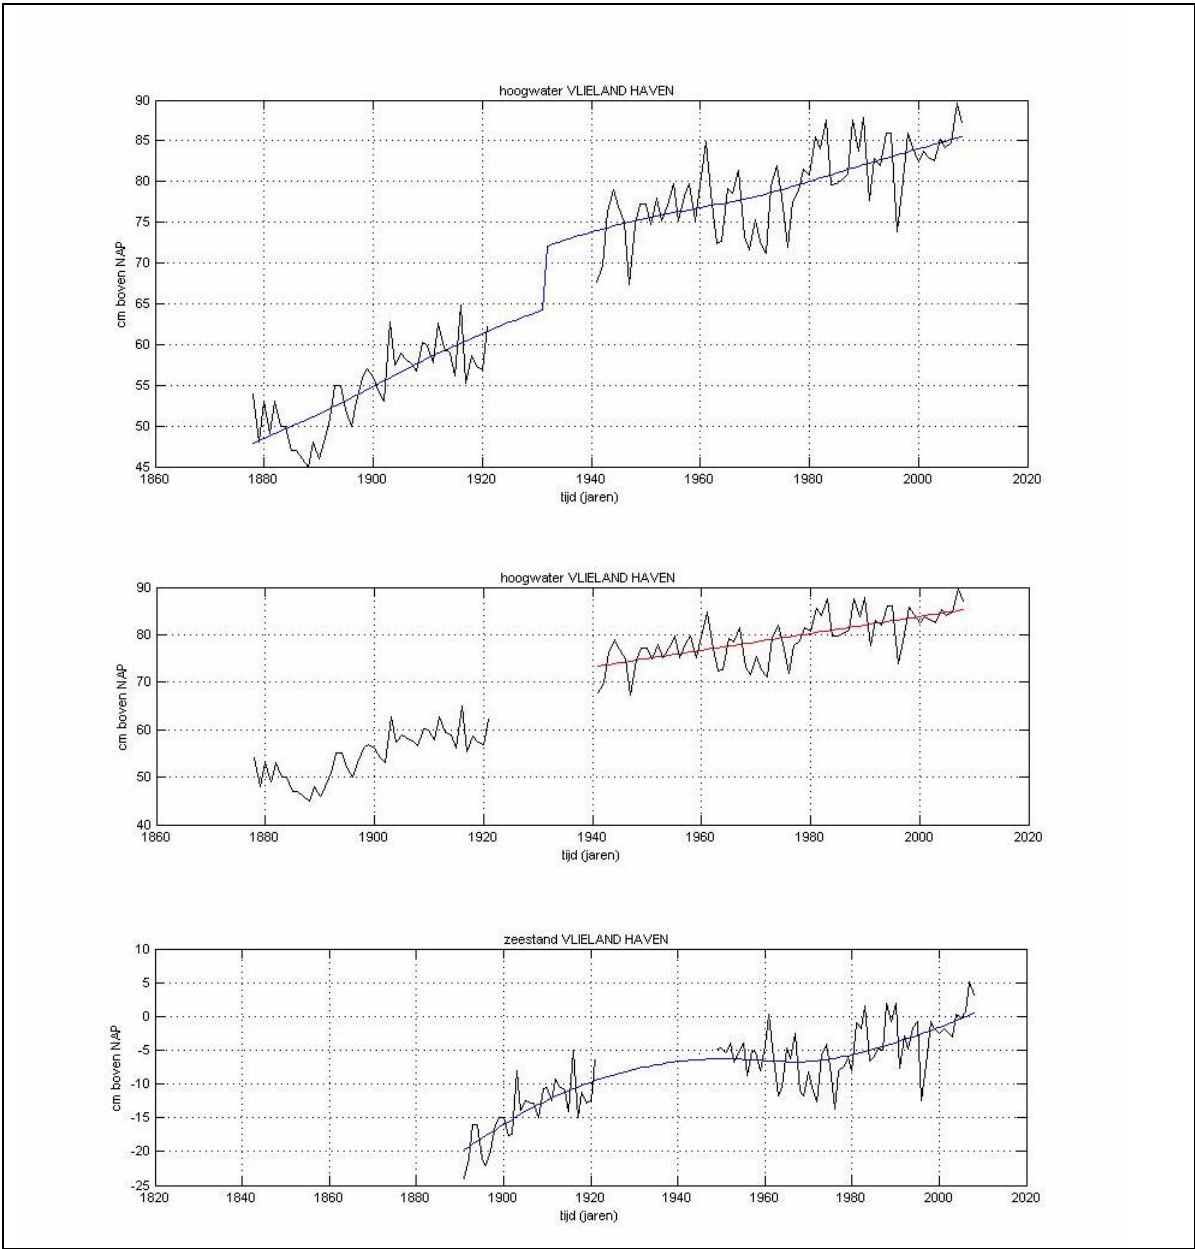 hoogwater VLIELAND HAVEN
90
85
80
75
70
65
60
55
50
45
cm boven NAP
1860 1880 1900 1920 1940 1960 1980 2000 2020
tijd (jaren)
hoogwater VLIELAND HAVEN
90
80
70
60
50
40
cm boven NAP
1860 1880 1900 1920 1940 1960 1980 2000 2020
tijd (jaren)
zeestand VLIELAND HAVEN
10
5
0
-5
-10
-15
-20
-25
cm boven NAP
1820 1840 1860 1880 1900 1920 1940 1960 1980 2000 2020
tijd (jaren)